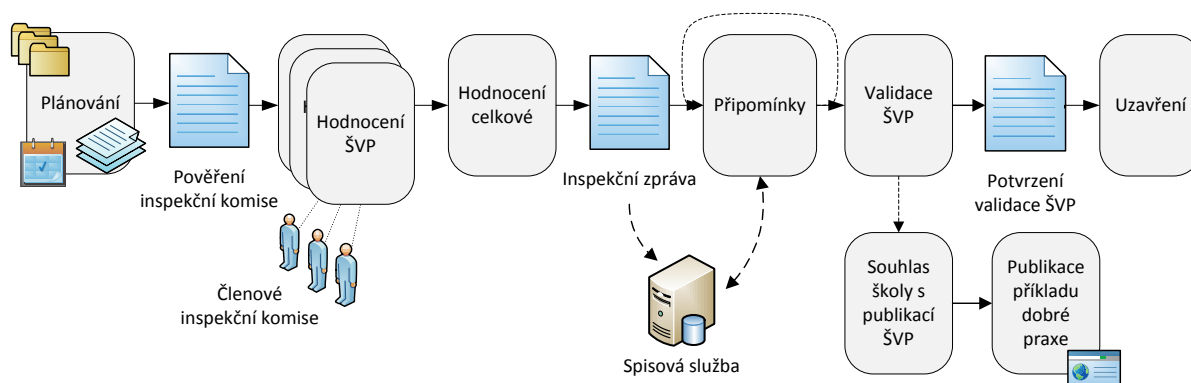 Plánování
Pověření
inspekční komise
Hodnocení
ŠVP
Členové
inspekční komise
Hodnocení
celkové
Inspekční zpráva
Připomínky
Spisová služba
Validace
ŠVP
Potvrzení
validace ŠVP
Uzavření
Souhlas
školy s
publikací
ŠVP
Publikace
příkladu
dobré
praxe